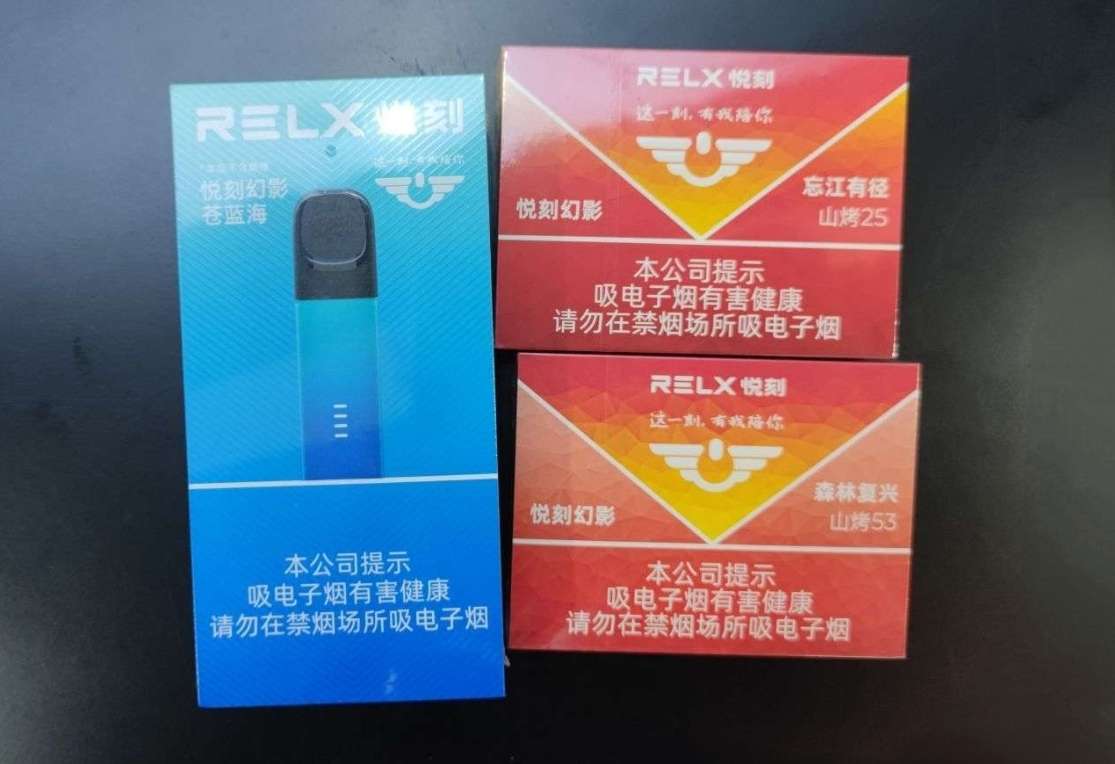 RELX 悦刻
这一刻,有我陪你
悦刻幻影
苍蓝海
本公司提示
吸电子烟有害健康
请勿在禁烟场所吸电子烟
RELX 悦刻
这一刻,有我陪你
忘江有径
悦刻幻影
山烤25
本公司提示
吸电子烟有害健康
请勿在禁烟场所吸电子烟
RELX 悦刻
这一刻,有我陪你
森林复兴
悦刻幻影
山烤53
本公司提示
吸电子烟有害健康
请勿在禁烟场所吸电子烟